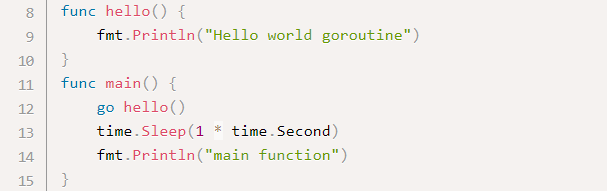 8 func hello() {
9 fmt.Println("Hello world goroutine")
10 }
11 func main() {
12 go hello()
13 time.Sleep(1 * time.Second)
14 fmt.Println("main function")
15 }